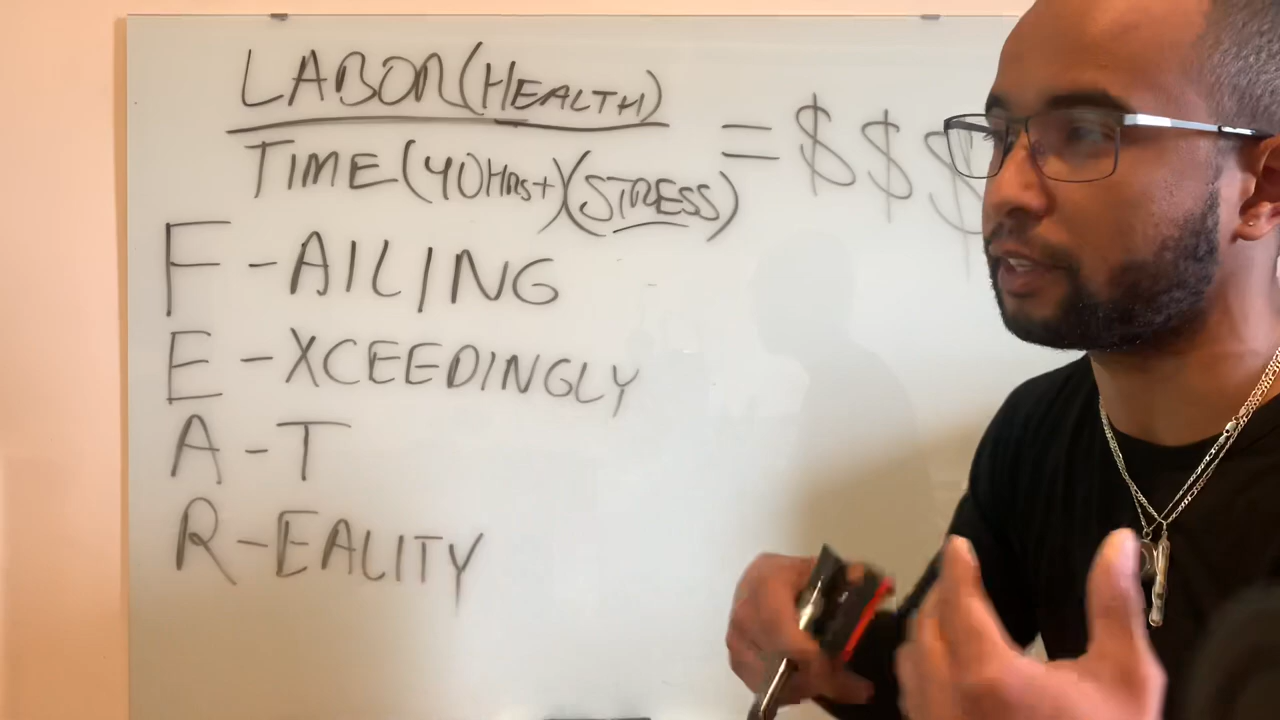 LABOR(HEALTH)
TIME(40HRS+)(STRESS) = $$$
F-AILING
E-XCEEDINGLY
A-T
R-EALITY